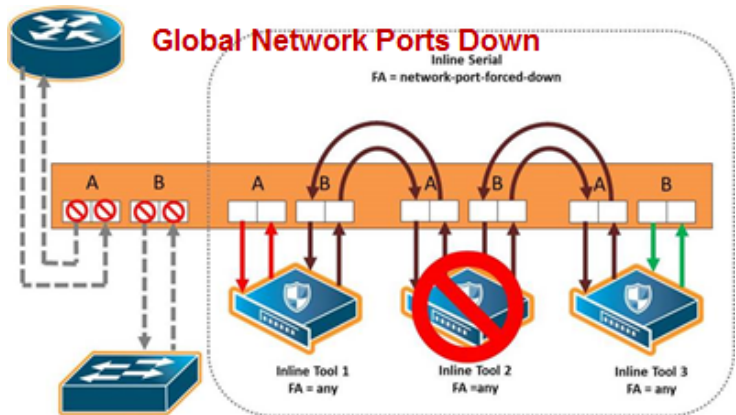 Global Network Ports Down
Inline Serial
FA = network-port-forced-down
A B A B A B A B
Inline Tool 1
FA = any
Inline Tool 2
FA =any
Inline Tool 3
FA = any